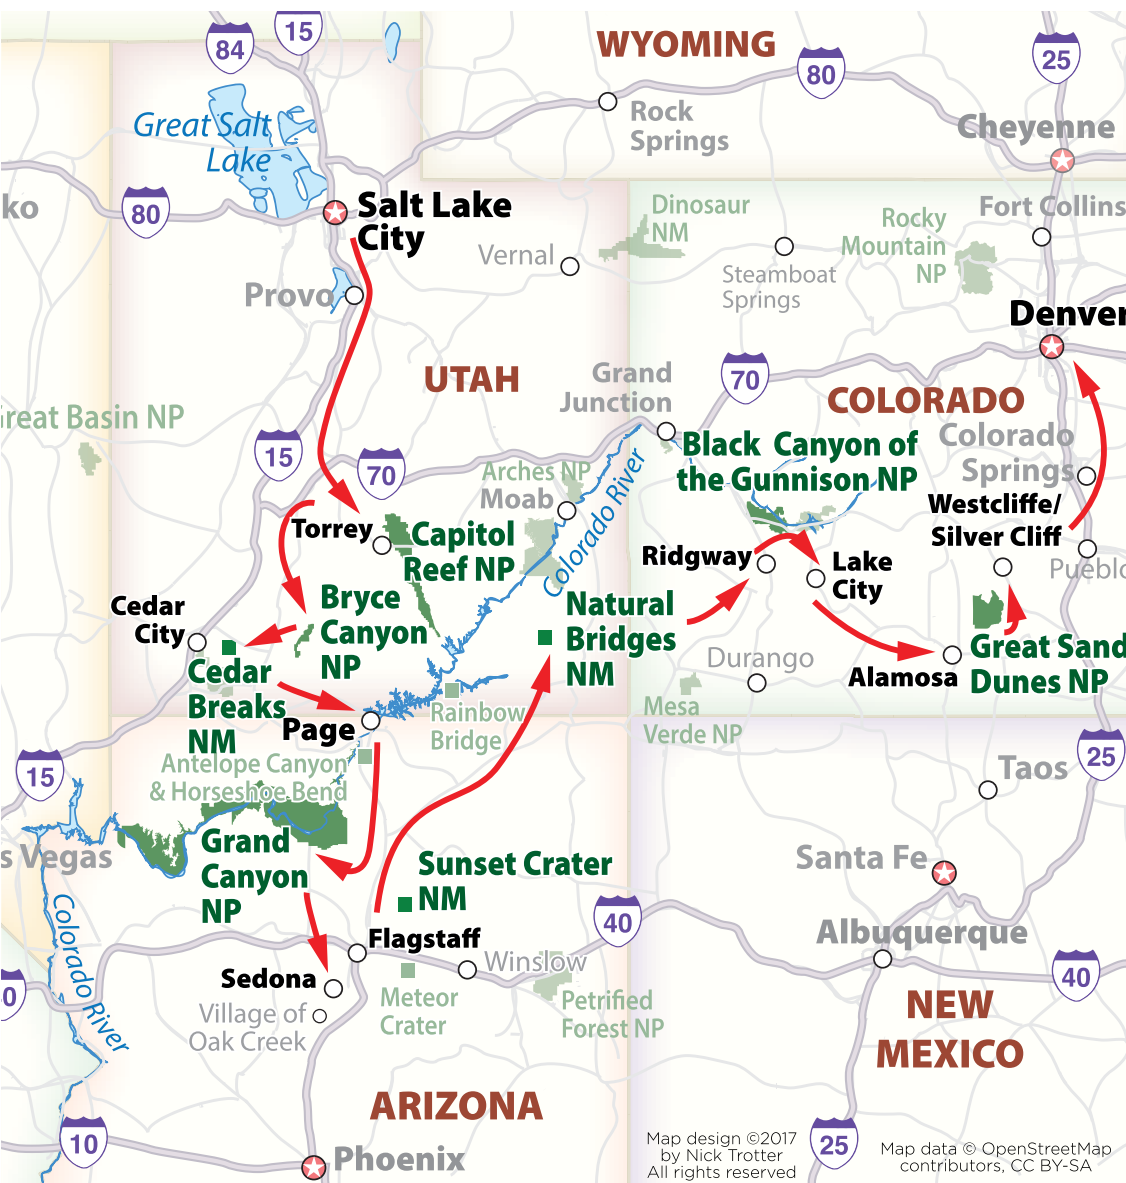 84
15
WYOMING
80
25
Rock
Springs
Cheyenne
Great Salt
Lake
ko
80
Salt Lake
City
Dinosaur
NM
Rocky
Mountain
NP
Fort Collins
Vernal
Steamboat
Springs
Provo
Denver
UTAH
Grand
Junction
70
COLORADO
Great Basin NP
15
70
Arches NP
Moab
Colorado River
Black Canyon of
the Gunnison NP
Colorado
Springs
Westcliffe/
Silver Cliff
Torrey
Capitol
Reef NP
Ridgway
Lake
City
Pueblo
Cedar
City
Bryce
Canyon
NP
Natural
Bridges
NM
Cedar
Breaks
NM
Durango
Alamosa
Great Sand
Dunes NP
Page
Rainbow
Bridge
Mesa
Verde NP
15
Antelope Canyon
& Horseshoe Bend
25
Taos
s Vegas
Grand
Canyon
NP
Sunset Crater
NM
Santa Fe
Colorado River
40
Flagstaff
Albuquerque
Sedona
Winslow
40
0
Village of
Oak Creek
Meteor
Crater
Petrified
Forest NP
NEW
MEXICO
ARIZONA
10
Phoenix
25
Map design ©2017
by Nick Trotter
All rights reserved
Map data © OpenStreetMap
contributors, CC BY-SA